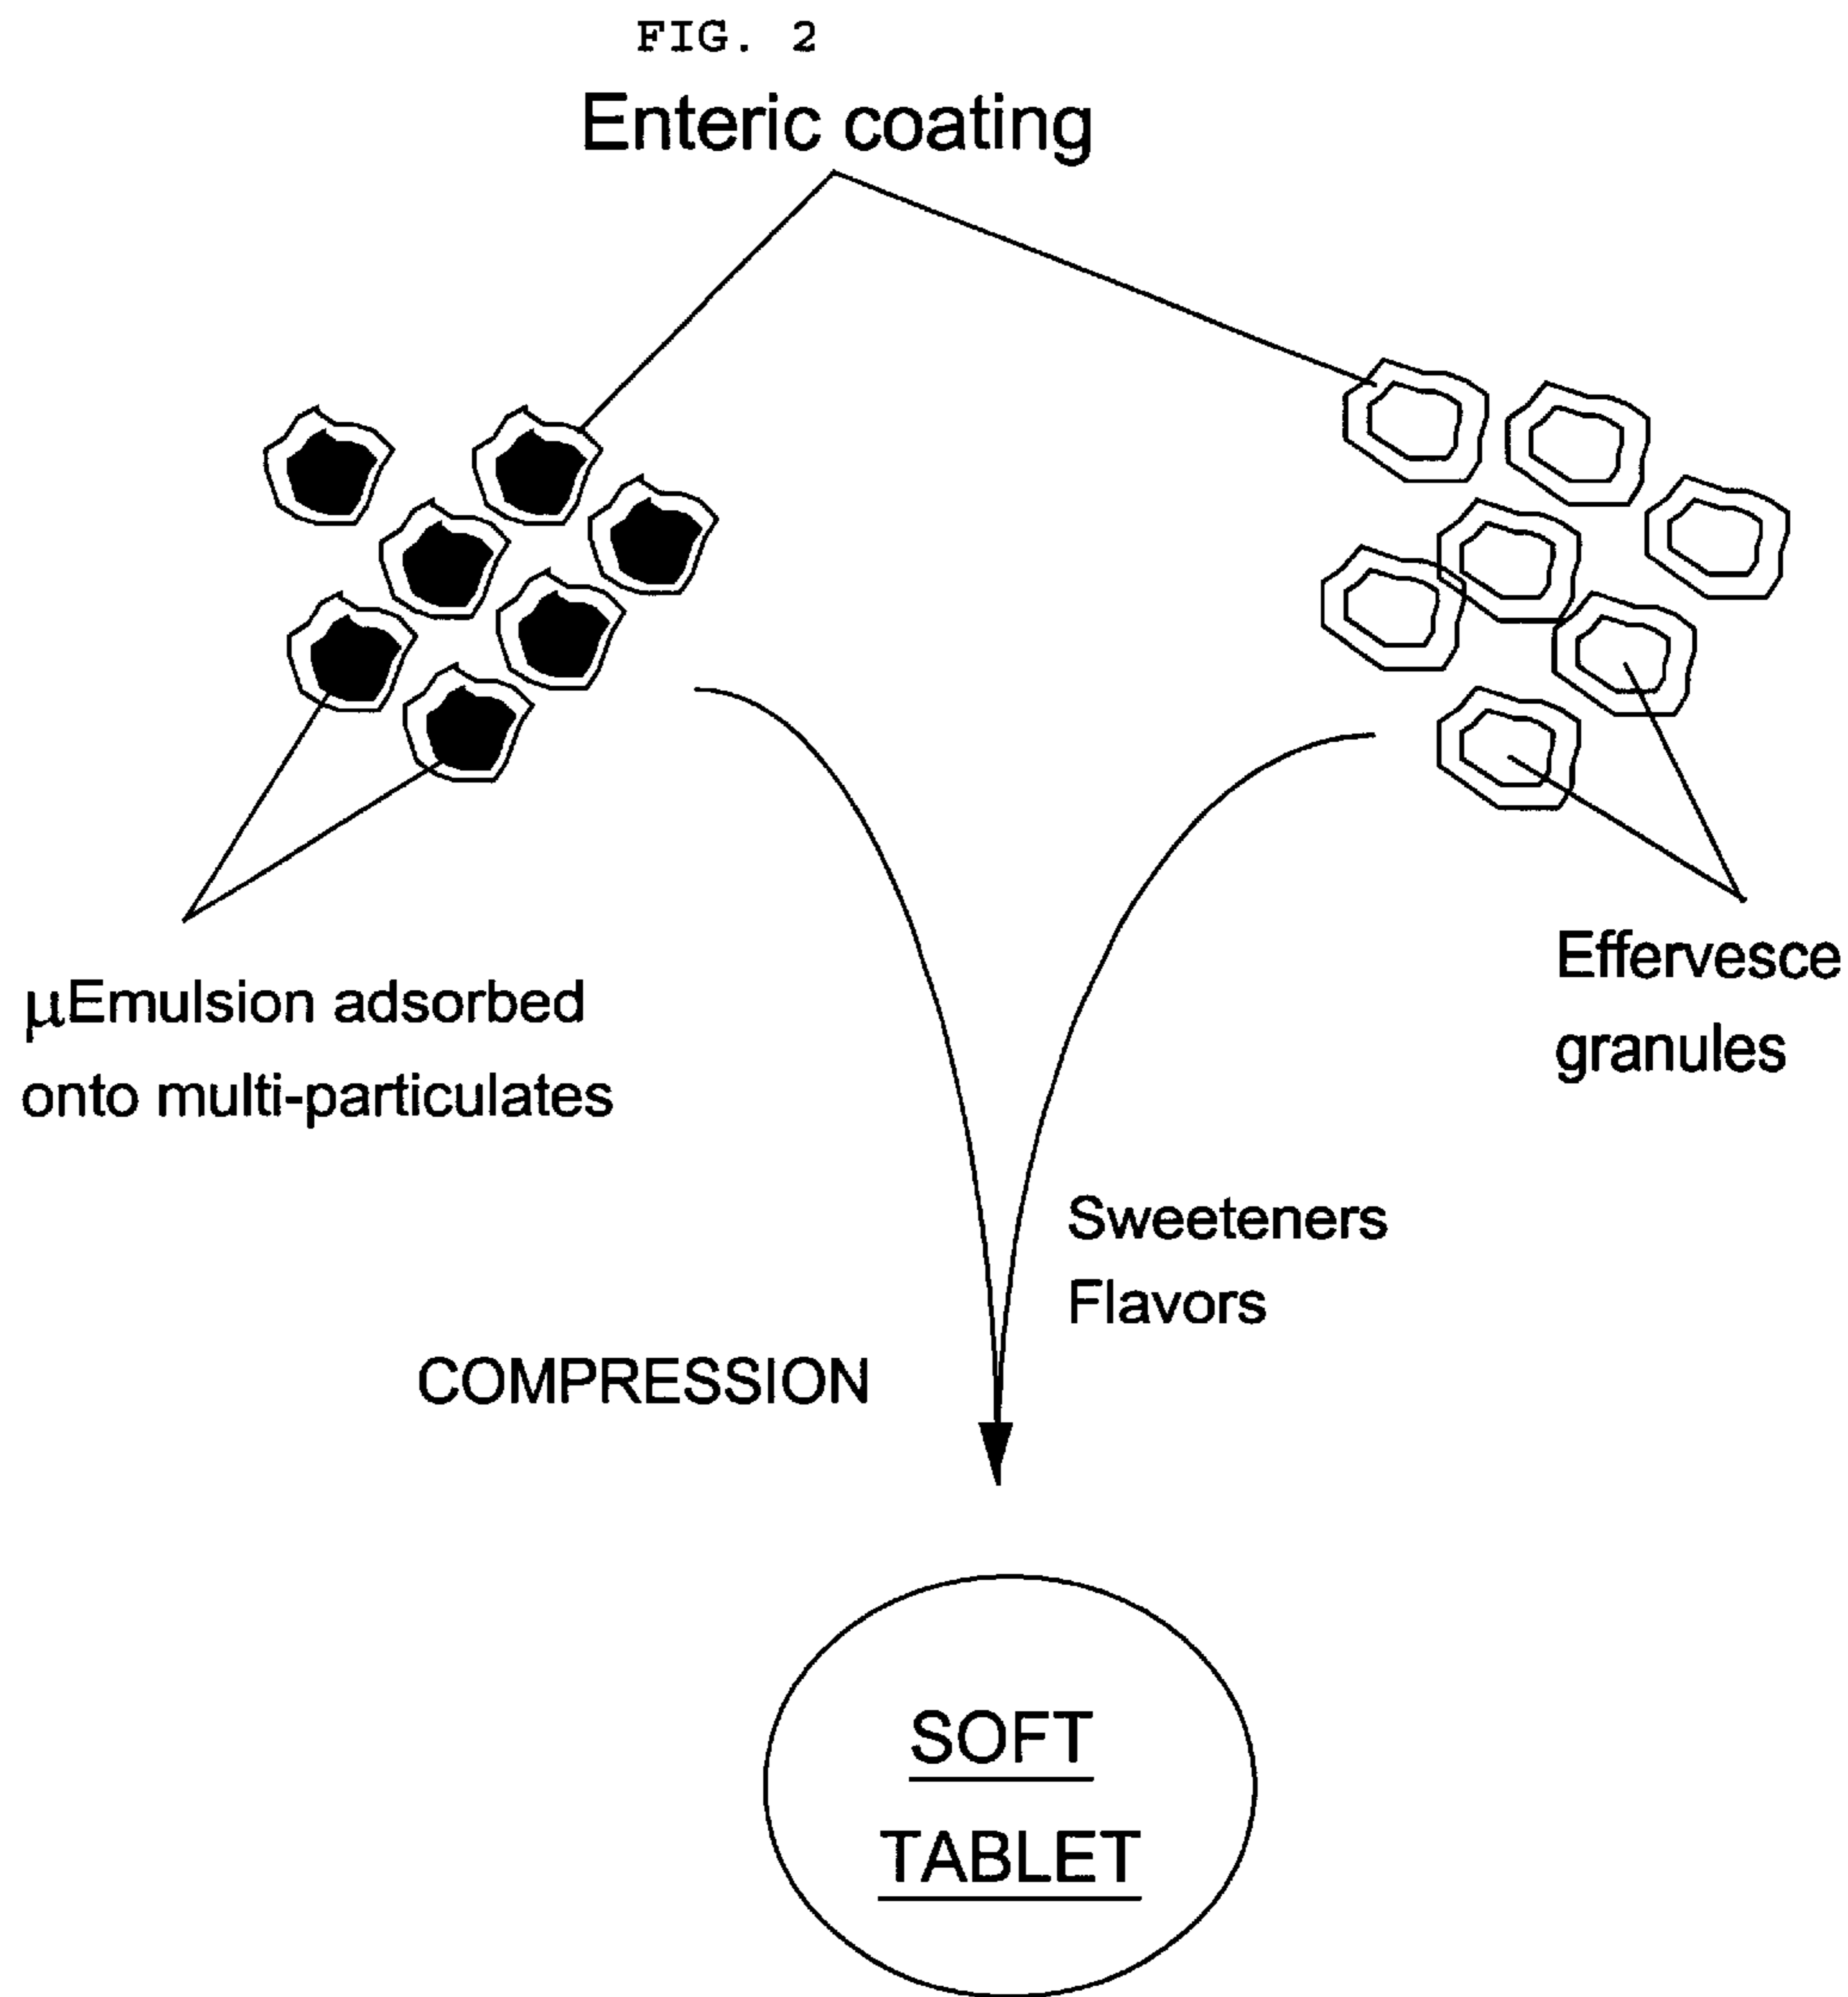 FIG. 2
Enteric coating
µEmulsion adsorbed
onto multi-particulates
Effervesce
granules
Sweeteners
Flavors
COMPRESSION
SOFT
TABLET